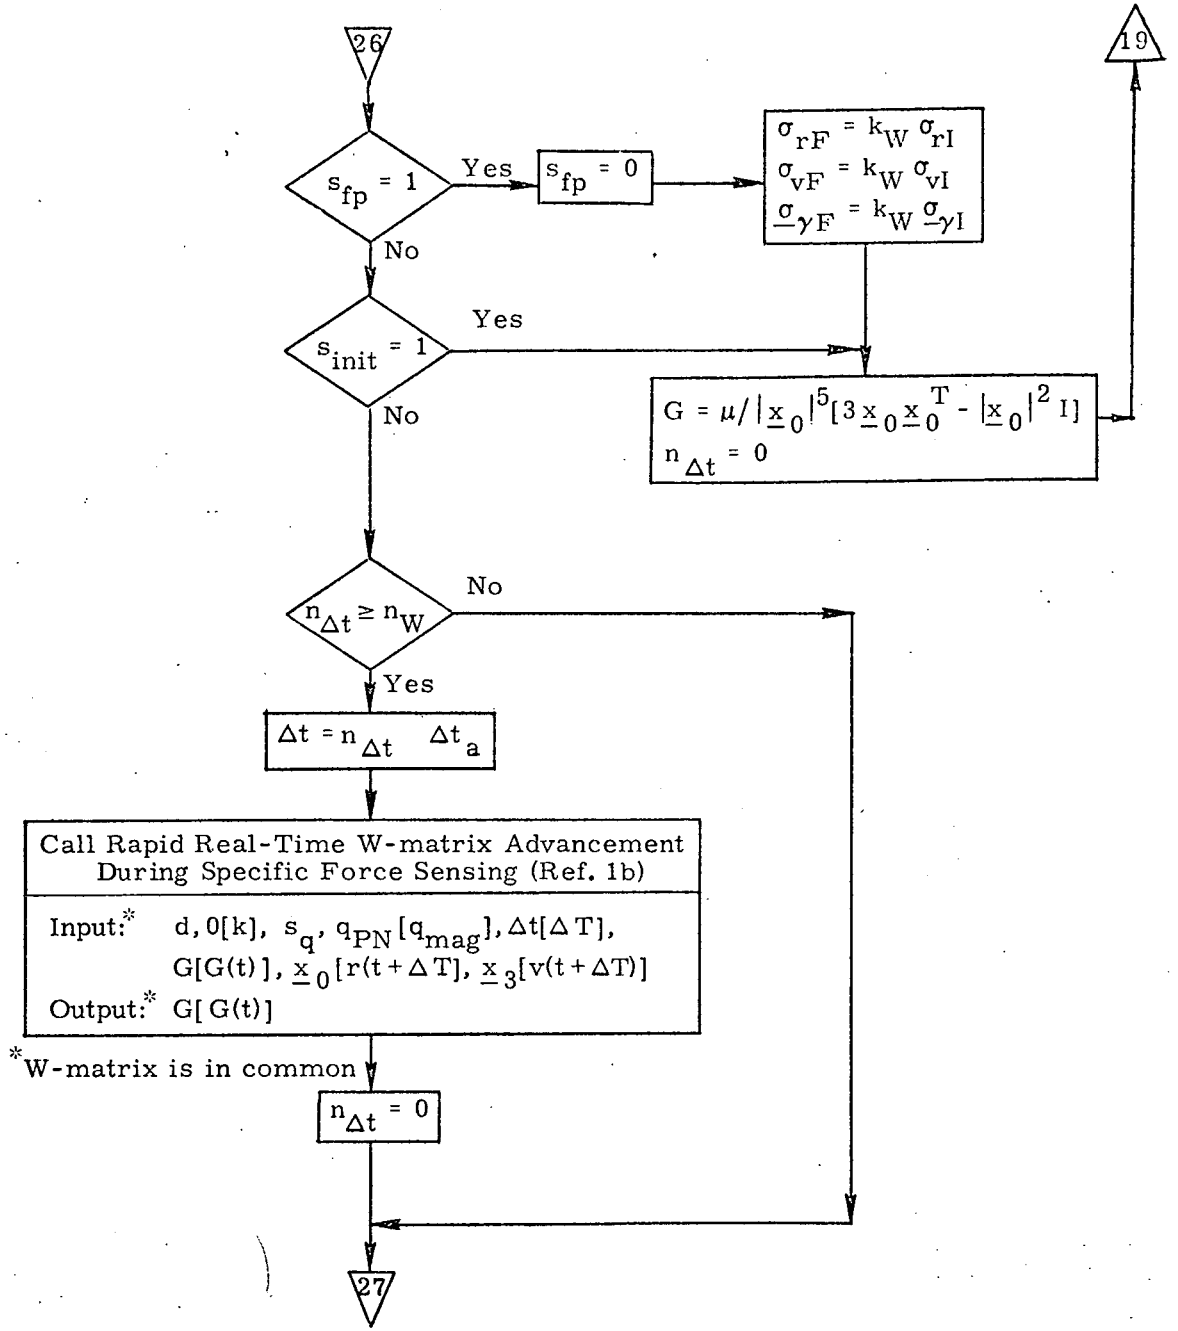 26
19
s_fp = 1
Yes
s_fp = 0
σ_rF = k_W σ_rI
σ_vF = k_W σ_vI
σ_γF = k_W σ_γI
No
s_init = 1
Yes
G = μ/|x_0|^5[3 x_0 x_0^T - |x_0|^2 I]
n_Δt = 0
No
n_Δt ≥ n_W
No
Yes
Δt = n_Δt Δt_a
Call Rapid Real-Time W-matrix Advancement
During Specific Force Sensing (Ref. 1b)
Input:* d, 0[k], s_q, q_PN [q_mag], Δt[ΔT],
G[G(t)], x_0 [r(t + ΔT], x_3[v(t + ΔT)]
Output:* G[G(t)]
*W-matrix is in common
n_Δt = 0
27